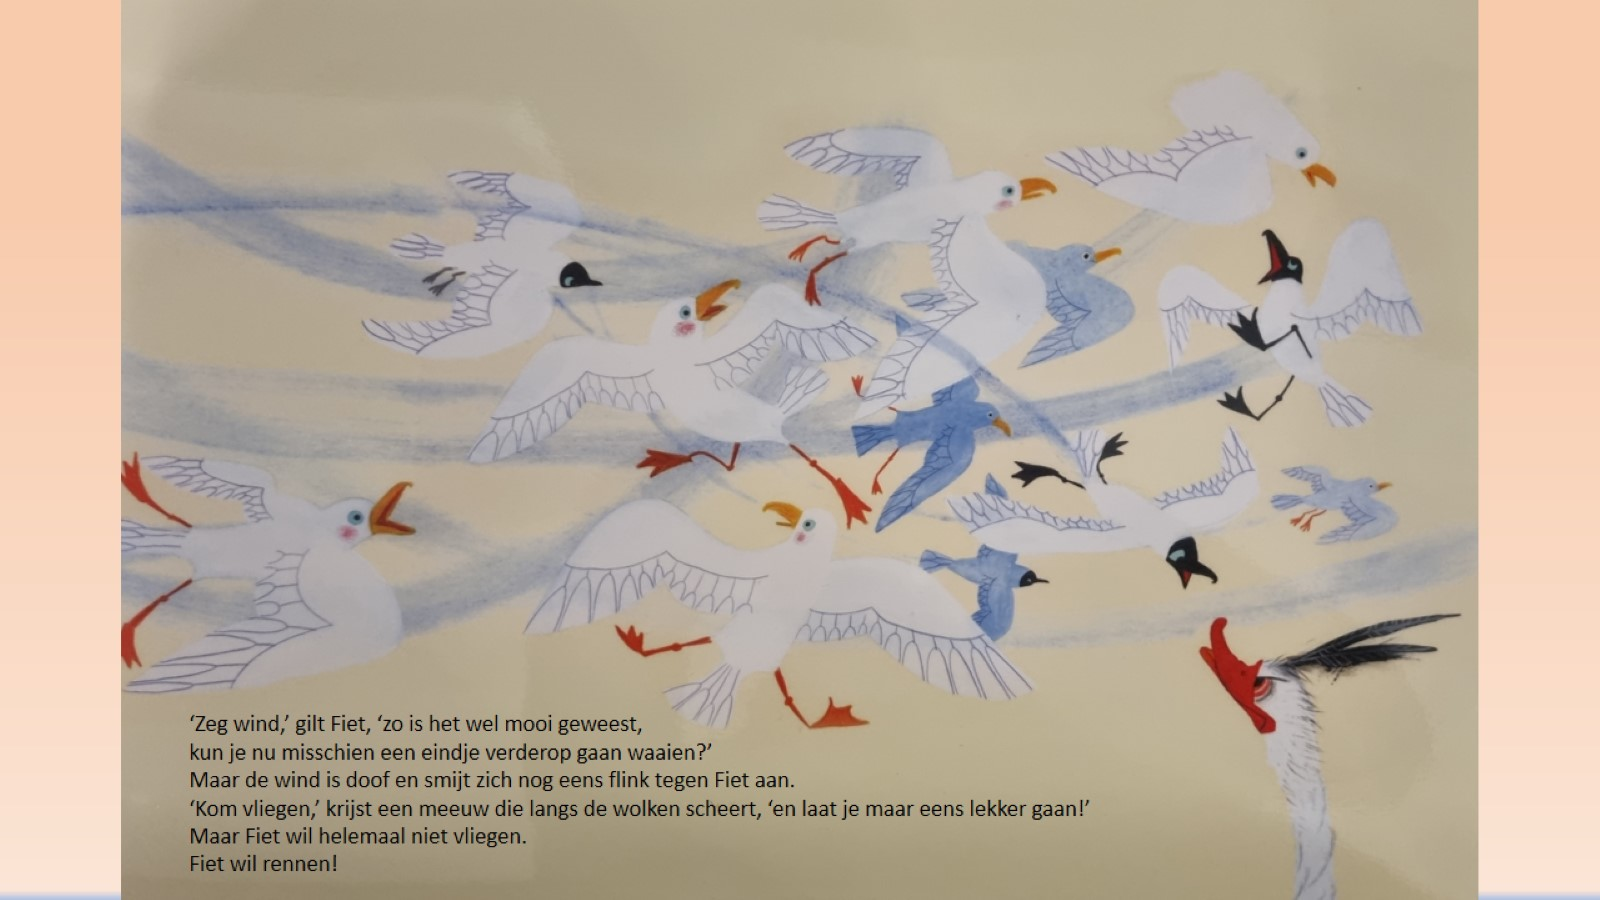 ‘Zeg wind,’ gilt Fiet, ‘zo is het wel mooi geweest,
kun je nu misschien een eindje verderop gaan waaien?’
Maar de wind is doof en smijt zich nog eens flink tegen Fiet aan.
‘Kom vliegen,’ krijst een meeuw die langs de wolken scheert, ‘en laat je maar eens lekker gaan!’
Maar Fiet wil helemaal niet vliegen.
Fiet wil rennen!